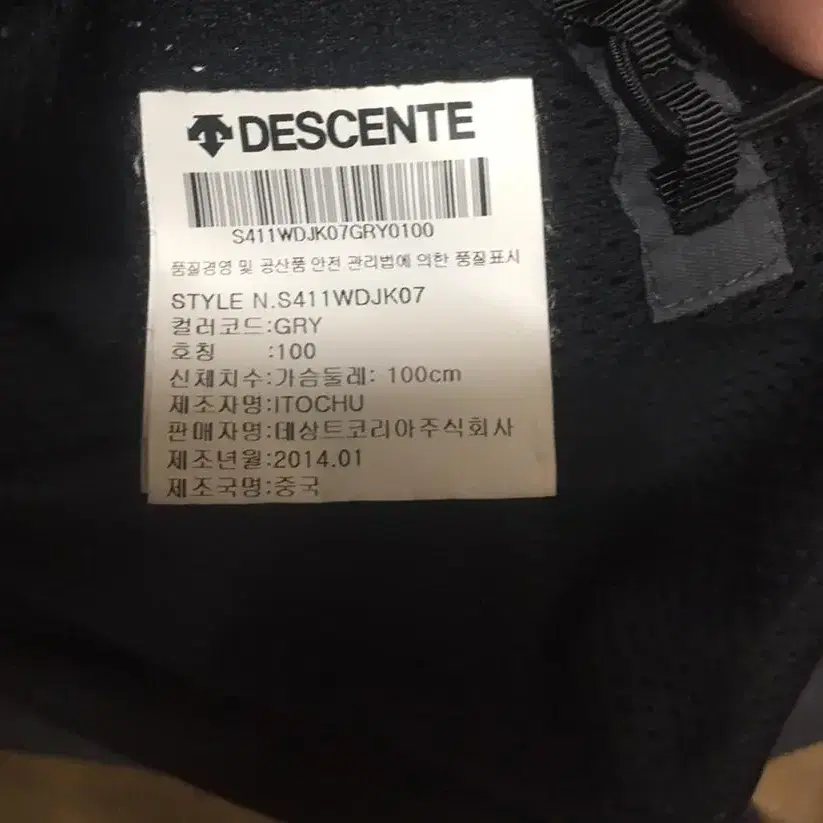 DESCENTE
S411WDJK07GRY0100
품질경영 및 공산품 안전 관리법에 의한 품질표시
STYLE N.S411WDJK07
컬러코드:GRY
호칭 :100
신체치수:가슴둘레: 100cm
제조자명:ITOCHU
판매자명:데상트코리아주식회사
제조년월:2014.01
제조국명:중국